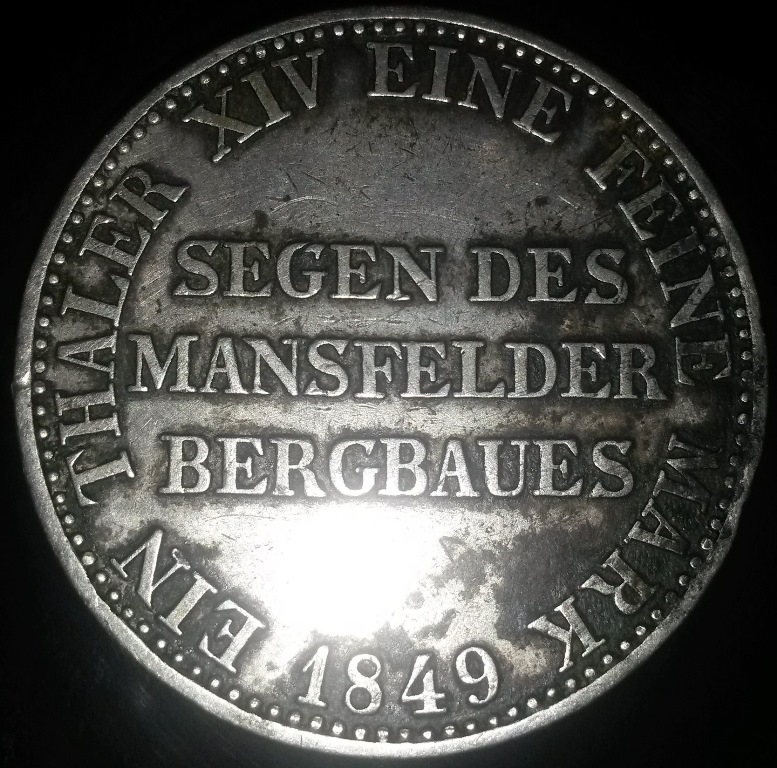 EIN THALER XIV EINE FEINE MARK
SEGEN DES
MANSFELDER
BERGBAUES
1849